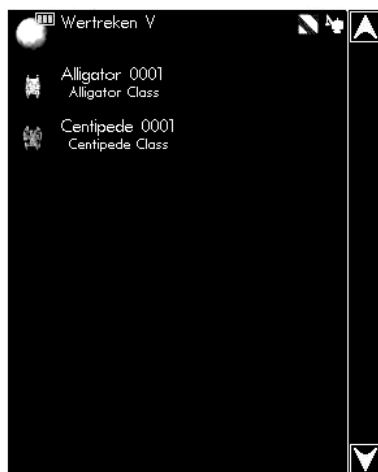 Wertreken V
Alligator 0001
Alligator Class
Centipede 0001
Centipede Class